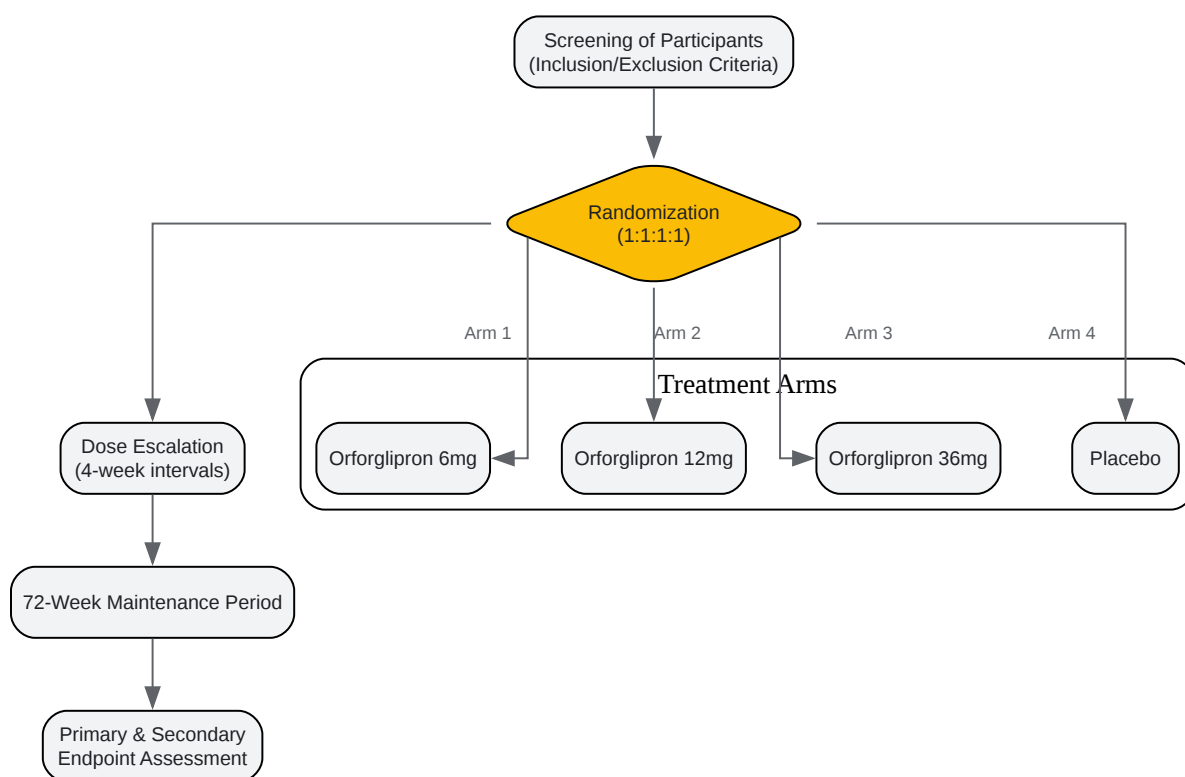 Screening of Participants
(Inclusion/Exclusion Criteria)
Randomization
(1:1:1:1)
Arm 1
Arm 2
Arm 3
Arm 4
Treatment Arms
Dose Escalation
(4-week intervals)
Orforglipron 6mg
Orforglipron 12mg
Orforglipron 36mg
Placebo
72-Week Maintenance Period
Primary & Secondary
Endpoint Assessment